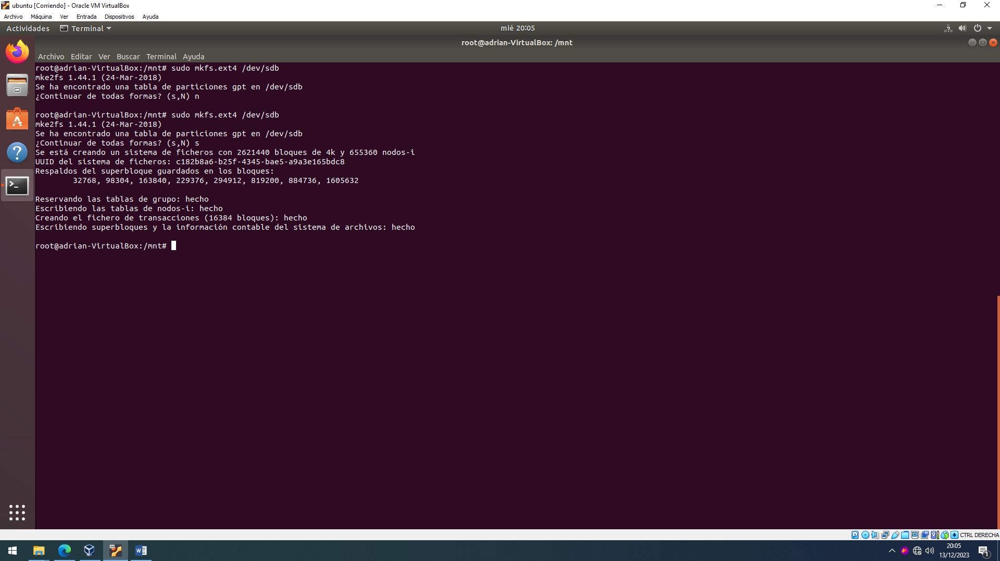 ubuntu [Corriendo] - Oracle VM VirtualBox
Archivo Máquina Ver Entrada Dispositivos Ayuda
Actividades Terminal mié 20:05
root@adrian-VirtualBox: /mnt
Archivo Editar Ver Buscar Terminal Ayuda
root@adrian-VirtualBox:/mnt# sudo mkfs.ext4 /dev/sdb
mke2fs 1.44.1 (24-Mar-2018)
Se ha encontrado una tabla de particiones gpt en /dev/sdb
¿Continuar de todas formas? (s,N) n
root@adrian-VirtualBox:/mnt# sudo mkfs.ext4 /dev/sdb
mke2fs 1.44.1 (24-Mar-2018)
Se ha encontrado una tabla de particiones gpt en /dev/sdb
¿Continuar de todas formas? (s,N) s
Se está creando un sistema de ficheros con 2621440 bloques de 4k y 655360 nodos-i
UUID del sistema de ficheros: c182b8a6-b25f-4345-bae5-a9a3e165bdc8
Respaldos del superbloque guardados en los bloques:
32768, 98304, 163840, 229376, 294912, 819200, 884736, 1605632
Reservando las tablas de grupo: hecho
Escribiendo las tablas de nodos-i: hecho
Creando el fichero de transacciones (16384 bloques): hecho
Escribiendo superbloques y la información contable del sistema de archivos: hecho
root@adrian-VirtualBox:/mnt#
CTRL DERECHA
20:05
13/12/2023
1